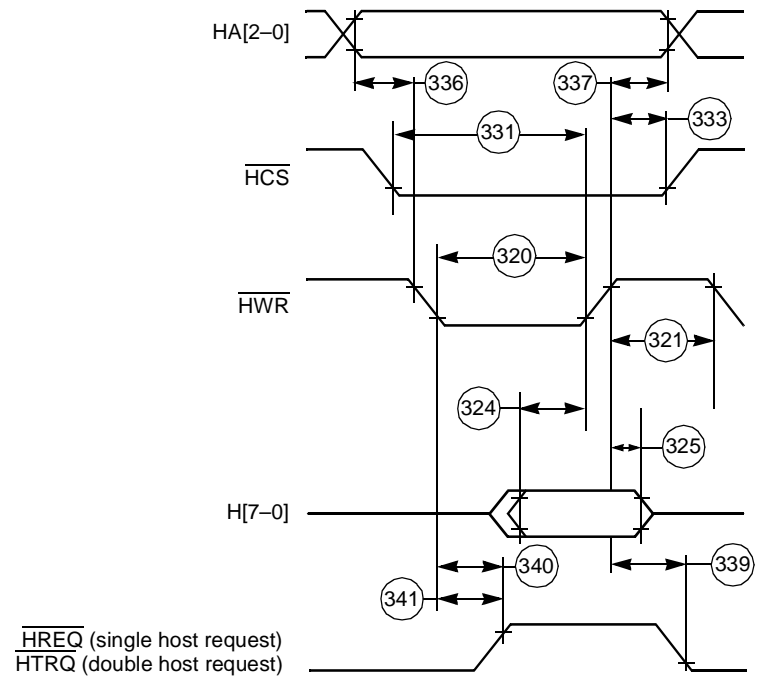 HA[2–0]
336
337
333
331
HCS
320
HWR
321
324
325
H[7–0]
340
339
341
HREQ (single host request)
HTRQ (double host request)